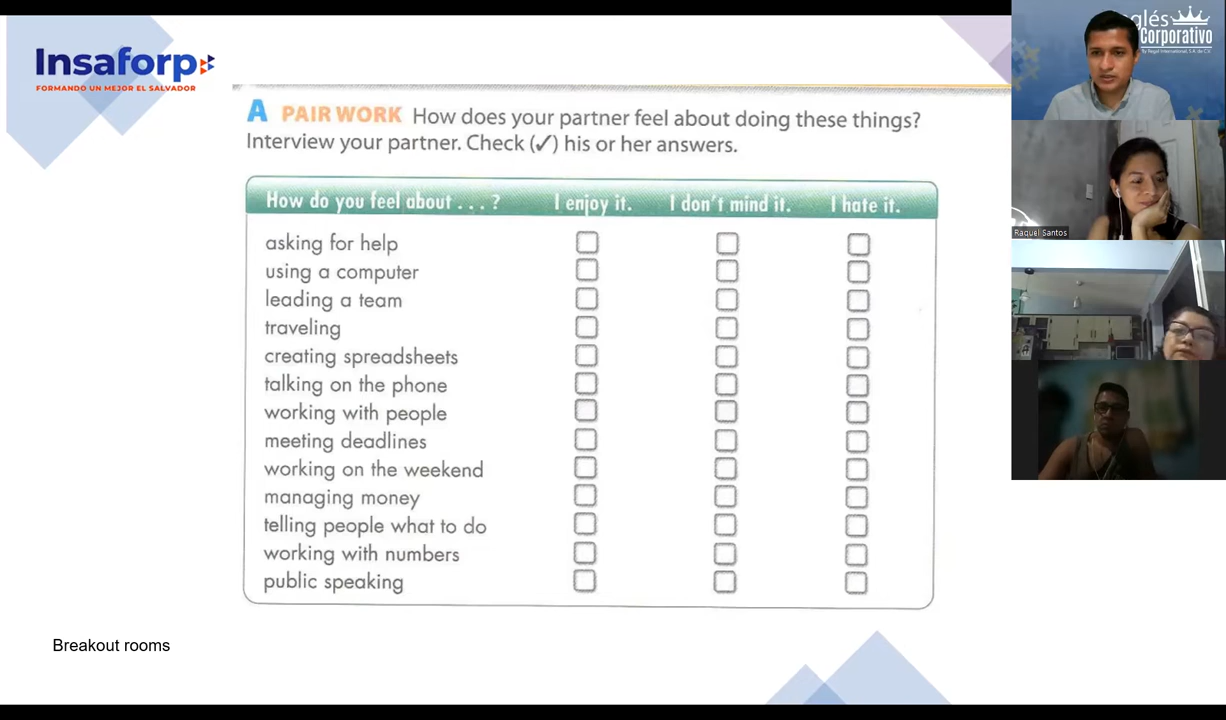 Insaforp
FORMANDO UN MEJOR EL SALVADOR
A PAIR WORK How does your partner feel about doing these things?
Interview your partner. Check (✓) his or her answers.
How do you feel about . . . ? I enjoy it. I don't mind it. I hate it.
asking for help
using a computer
leading a team
traveling
creating spreadsheets
talking on the phone
working with people
meeting deadlines
working on the weekend
managing money
telling people what to do
working with numbers
public speaking
Breakout rooms
Corporativo
Raquel Santos